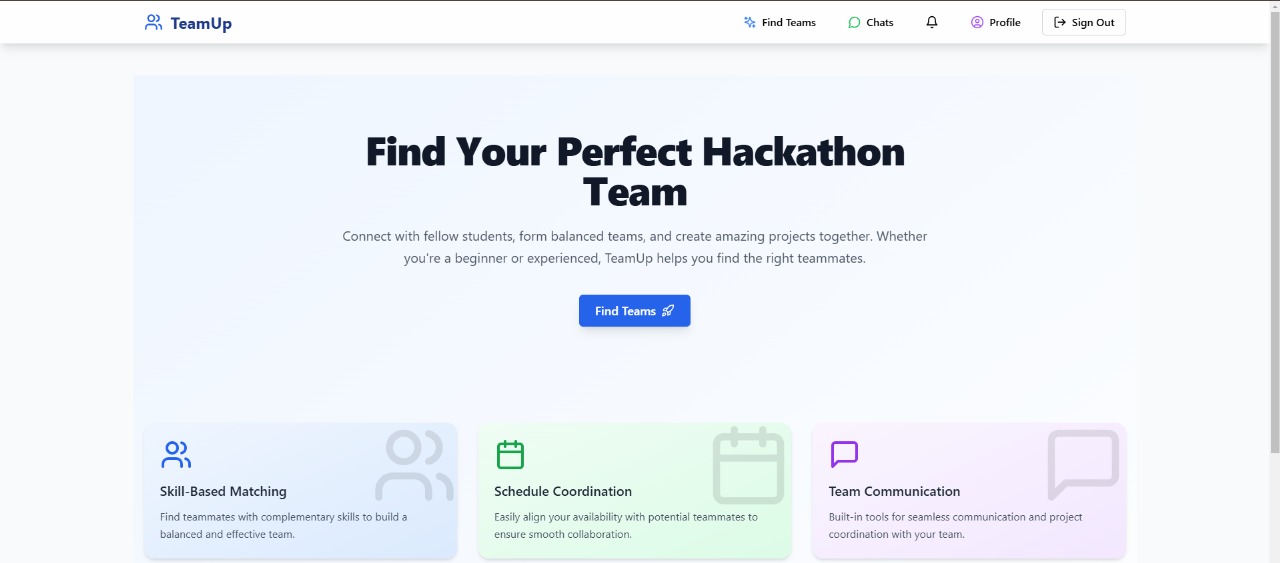 TeamUp
Find Teams
Chats
Profile
Sign Out
Find Your Perfect Hackathon
Team
Connect with fellow students, form balanced teams, and create amazing projects together. Whether
you're a beginner or experienced, TeamUp helps you find the right teammates.
Find Teams
Skill-Based Matching
Find teammates with complementary skills to build a
balanced and effective team.
Schedule Coordination
Easily align your availability with potential teammates to
ensure smooth collaboration.
Team Communication
Built-in tools for seamless communication and project
coordination with your team.